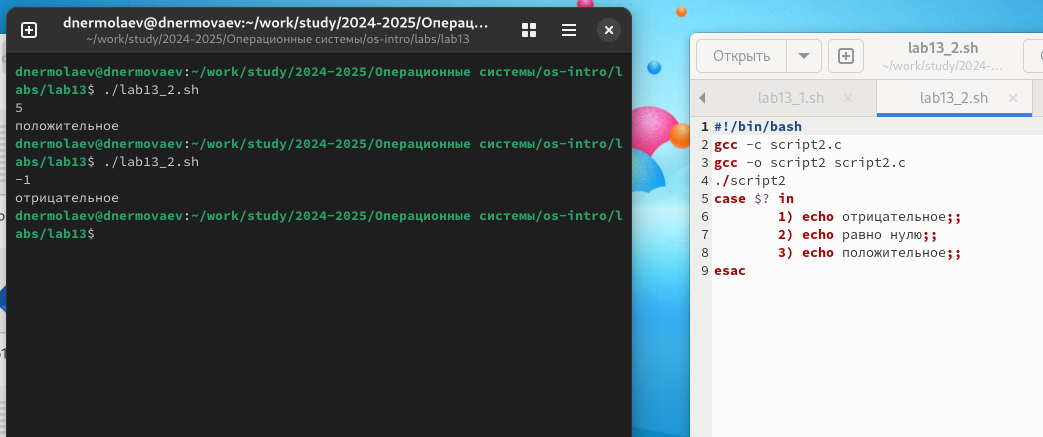 dnermolaev@dnermovaev:~/work/study/2024-2025/Операц...
~/work/study/2024-2025/Операционные системы/os-intro/labs/lab13
dnermolaev@dnermovaev:~/work/study/2024-2025/Операционные системы/os-intro/l
abs/lab13$ ./lab13_2.sh
5
положительное
dnermolaev@dnermovaev:~/work/study/2024-2025/Операционные системы/os-intro/l
abs/lab13$ ./lab13_2.sh
-1
отрицательное
dnermolaev@dnermovaev:~/work/study/2024-2025/Операционные системы/os-intro/l
abs/lab13$
Открыть
lab13_2.sh
~/work/study/2024-...
lab13_1.sh
lab13_2.sh
1 #!/bin/bash
2 gcc -c script2.c
3 gcc -o script2 script2.c
4 ./script2
5 case $? in
6 1) echo отрицательное;;
7 2) echo равно нулю;;
8 3) echo положительное;;
9 esac